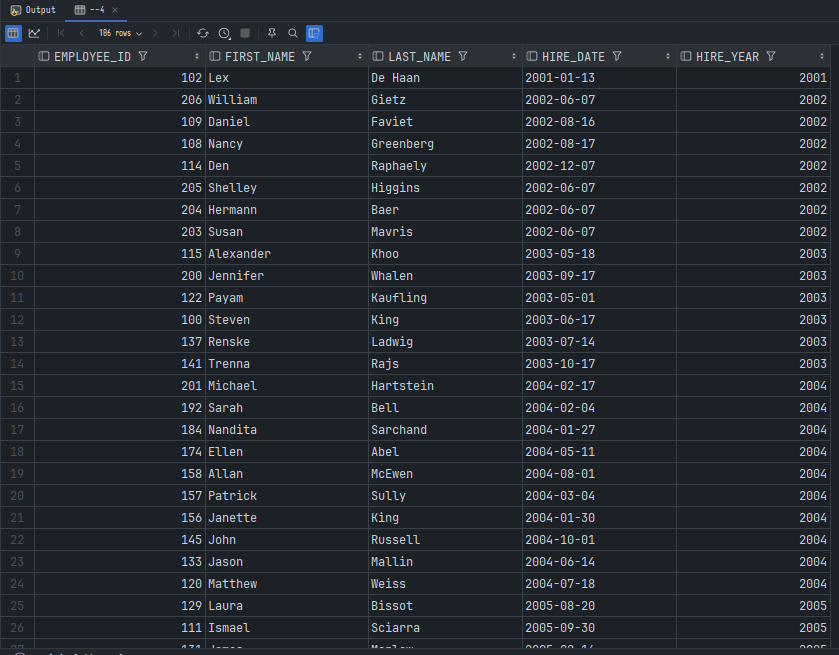 Output --4
106 rows
EMPLOYEE_ID FIRST_NAME LAST_NAME HIRE_DATE HIRE_YEAR
1 102 Lex De Haan 2001-01-13 2001
2 206 William Gietz 2002-06-07 2002
3 109 Daniel Faviet 2002-08-16 2002
4 108 Nancy Greenberg 2002-08-17 2002
5 114 Den Raphaely 2002-12-07 2002
6 205 Shelley Higgins 2002-06-07 2002
7 204 Hermann Baer 2002-06-07 2002
8 203 Susan Mavris 2002-06-07 2002
9 115 Alexander Khoo 2003-05-18 2003
10 200 Jennifer Whalen 2003-09-17 2003
11 122 Payam Kaufling 2003-05-01 2003
12 100 Steven King 2003-06-17 2003
13 137 Renske Ladwig 2003-07-14 2003
14 141 Trenna Rajs 2003-10-17 2003
15 201 Michael Hartstein 2004-02-17 2004
16 192 Sarah Bell 2004-02-04 2004
17 184 Nandita Sarchand 2004-01-27 2004
18 174 Ellen Abel 2004-05-11 2004
19 158 Allan McEwen 2004-08-01 2004
20 157 Patrick Sully 2004-03-04 2004
21 156 Janette King 2004-01-30 2004
22 145 John Russell 2004-10-01 2004
23 133 Jason Mallin 2004-06-14 2004
24 120 Matthew Weiss 2004-07-18 2004
25 129 Laura Bissot 2005-08-20 2005
26 111 Ismael Sciarra 2005-09-30 2005